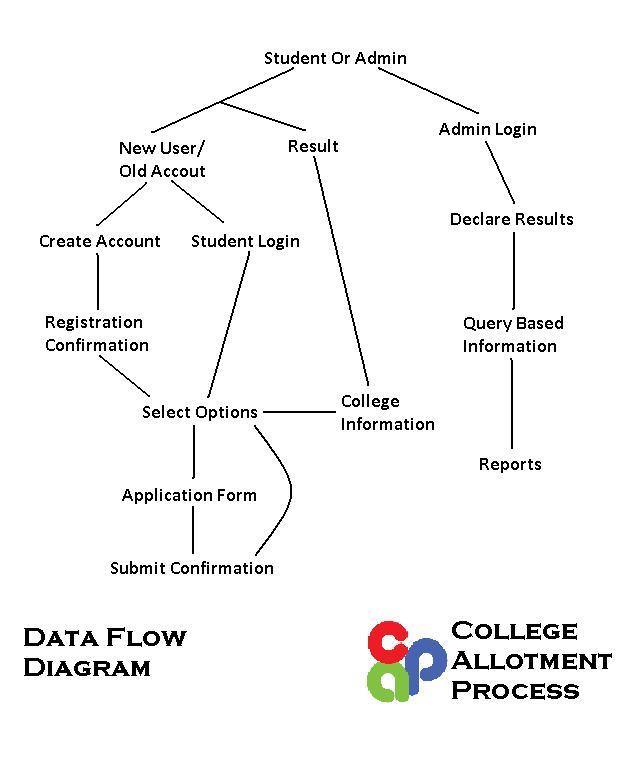 Student Or Admin
New User/
Old Accout
Result
Admin Login
Create Account
Student Login
Declare Results
Registration
Confirmation
Query Based
Information
Select Options
College
Information
Reports
Application Form
Submit Confirmation
Data Flow
Diagram
cap
College
Allotment
Process